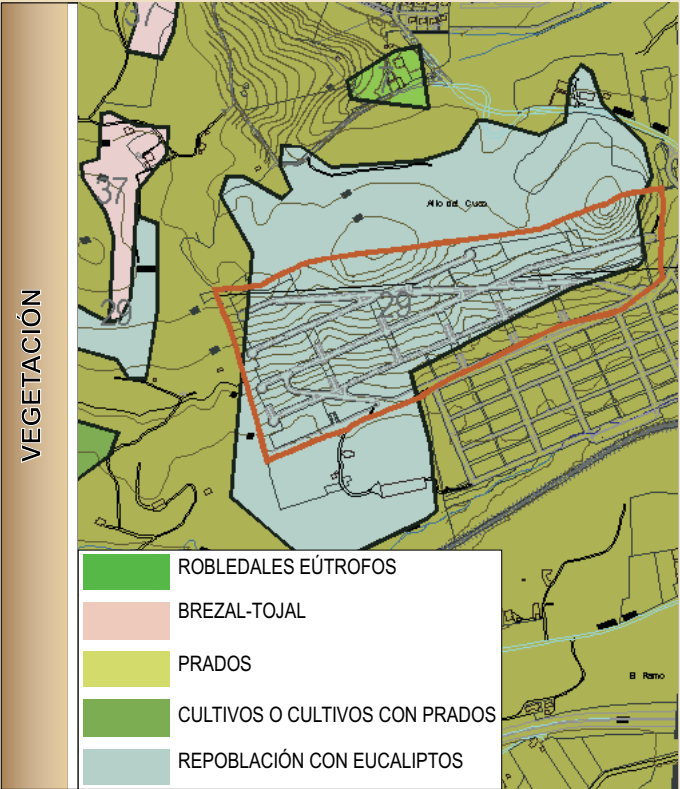 VEGETACIÓN
37
Alto del Cuco
37
29
29
ROBLEDALES EÚTROFOS
BREZAL-TOJAL
PRADOS
CULTIVOS O CULTIVOS CON PRADOS
REPOBLACIÓN CON EUCALIPTOS
El Ramo